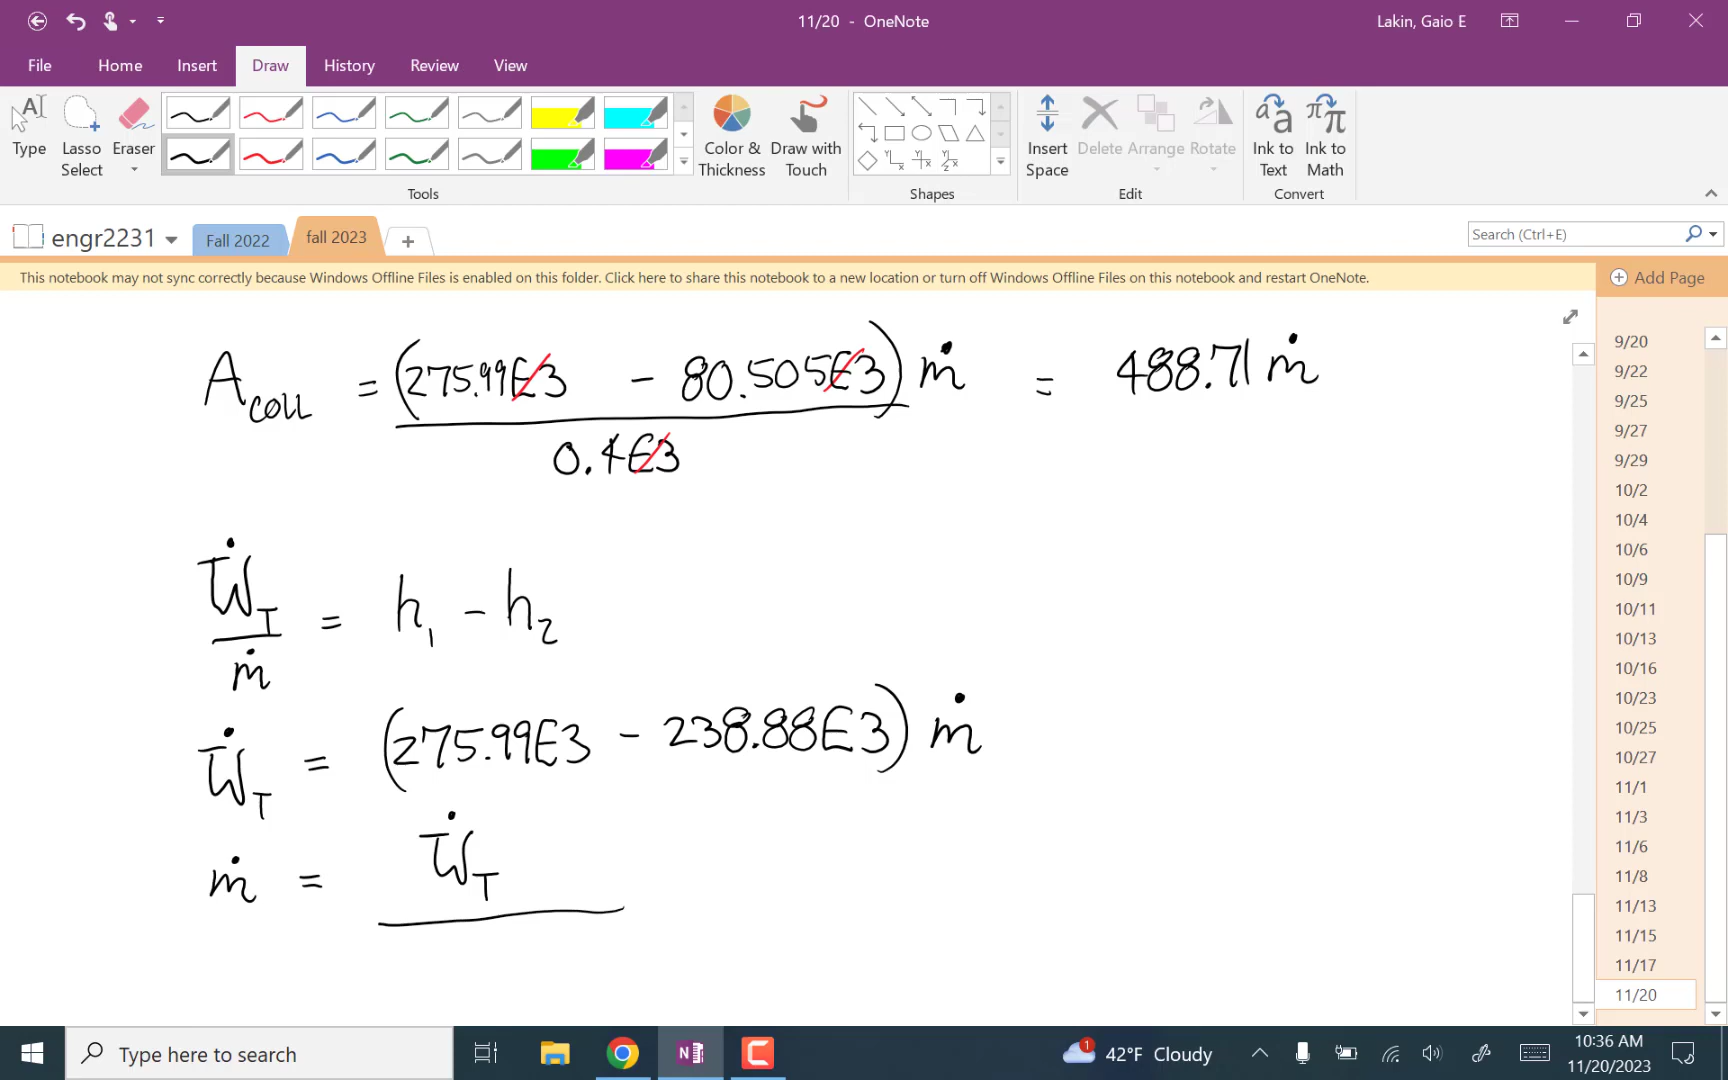 11/20 - OneNote
Lakin, Gaio E
File Home Insert Draw History Review View
Type
Lasso Select
Eraser
Color & Thickness
Draw with Touch
Insert Space
Delete
Arrange
Rotate
Ink to Text
Ink to Math
Tools
Shapes
Edit
Convert
engr2231
Fall 2022
fall 2023
Search (Ctrl+E)
This notebook may not sync correctly because Windows Offline Files is enabled on this folder. Click here to share this notebook to a new location or turn off Windows Offline Files on this notebook and restart OneNote.
Add Page
A_COLL = (275.99E3 - 80.505E3) ṁ / 0.4E3 = 488.71 ṁ
Ẇ_T / ṁ = h₁ - h₂
Ẇ_T = (275.99E3 - 238.88E3) ṁ
ṁ = Ẇ_T
9/20
9/22
9/25
9/27
9/29
10/2
10/4
10/6
10/9
10/11
10/13
10/16
10/23
10/25
10/27
11/1
11/3
11/6
11/8
11/13
11/15
11/17
11/20
Type here to search
1
42°F Cloudy
10:36 AM
11/20/2023